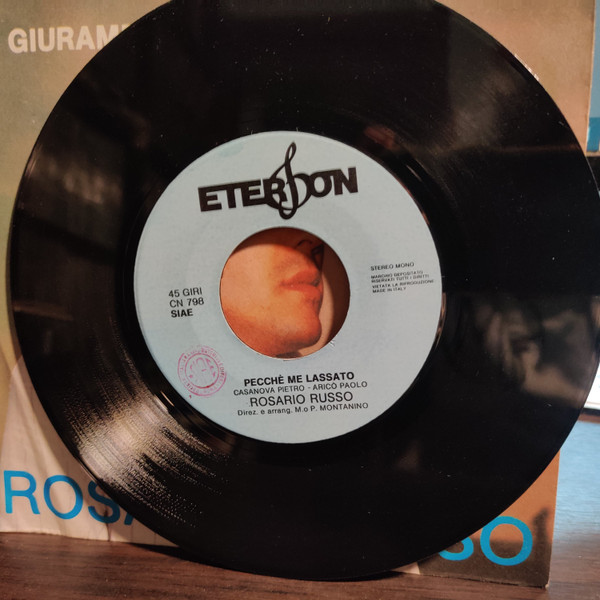 GIURAM
ETERSON
STEREO MONO
MARCHIO DEPOSITATO
RISERVATI TUTTI I DIRITTI
VIETATA LA RIPRODUZIONE
MADE IN ITALY
45 GIRI
CN 798
SIAE
PECCHÈ ME LASSATO
CASANOVA PIETRO - ARICÒ PAOLO
ROSARIO RUSSO
Direz. e arrang. M.o P. MONTANINO
ROSA SO